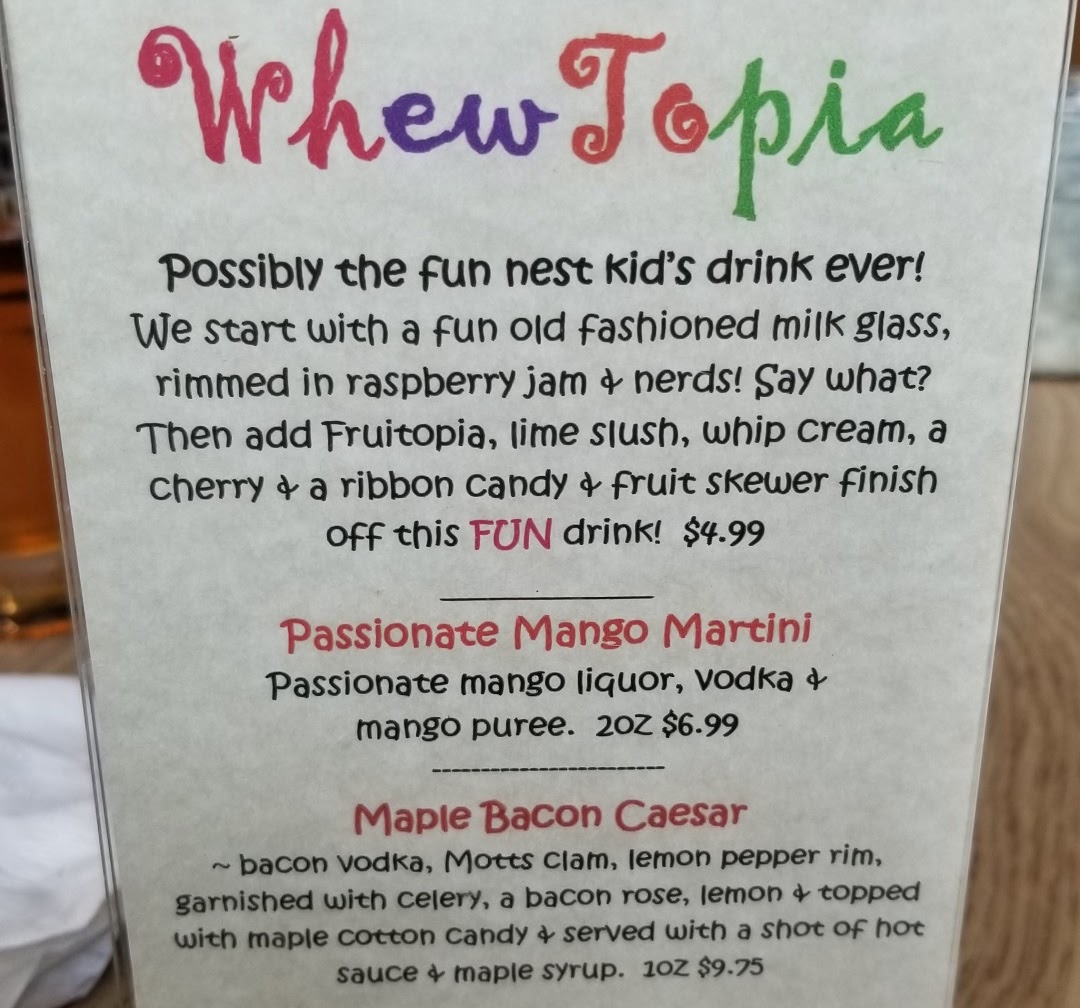 WhewTopia
Possibly the fun nest kid's drink ever!
We start with a fun old fashioned milk glass,
rimmed in raspberry jam & nerds! Say what?
Then add Fruitopia, lime slush, whip cream, a
cherry & a ribbon candy & fruit skewer finish
off this FUN drink! $4.99
Passionate Mango Martini
Passionate mango liquor, vodka &
mango puree. 2oz $6.99
Maple Bacon Caesar
~ bacon vodka, Motts clam, lemon pepper rim,
garnished with celery, a bacon rose, lemon & topped
with maple cotton candy & served with a shot of hot
sauce & maple syrup. 1oz $9.75